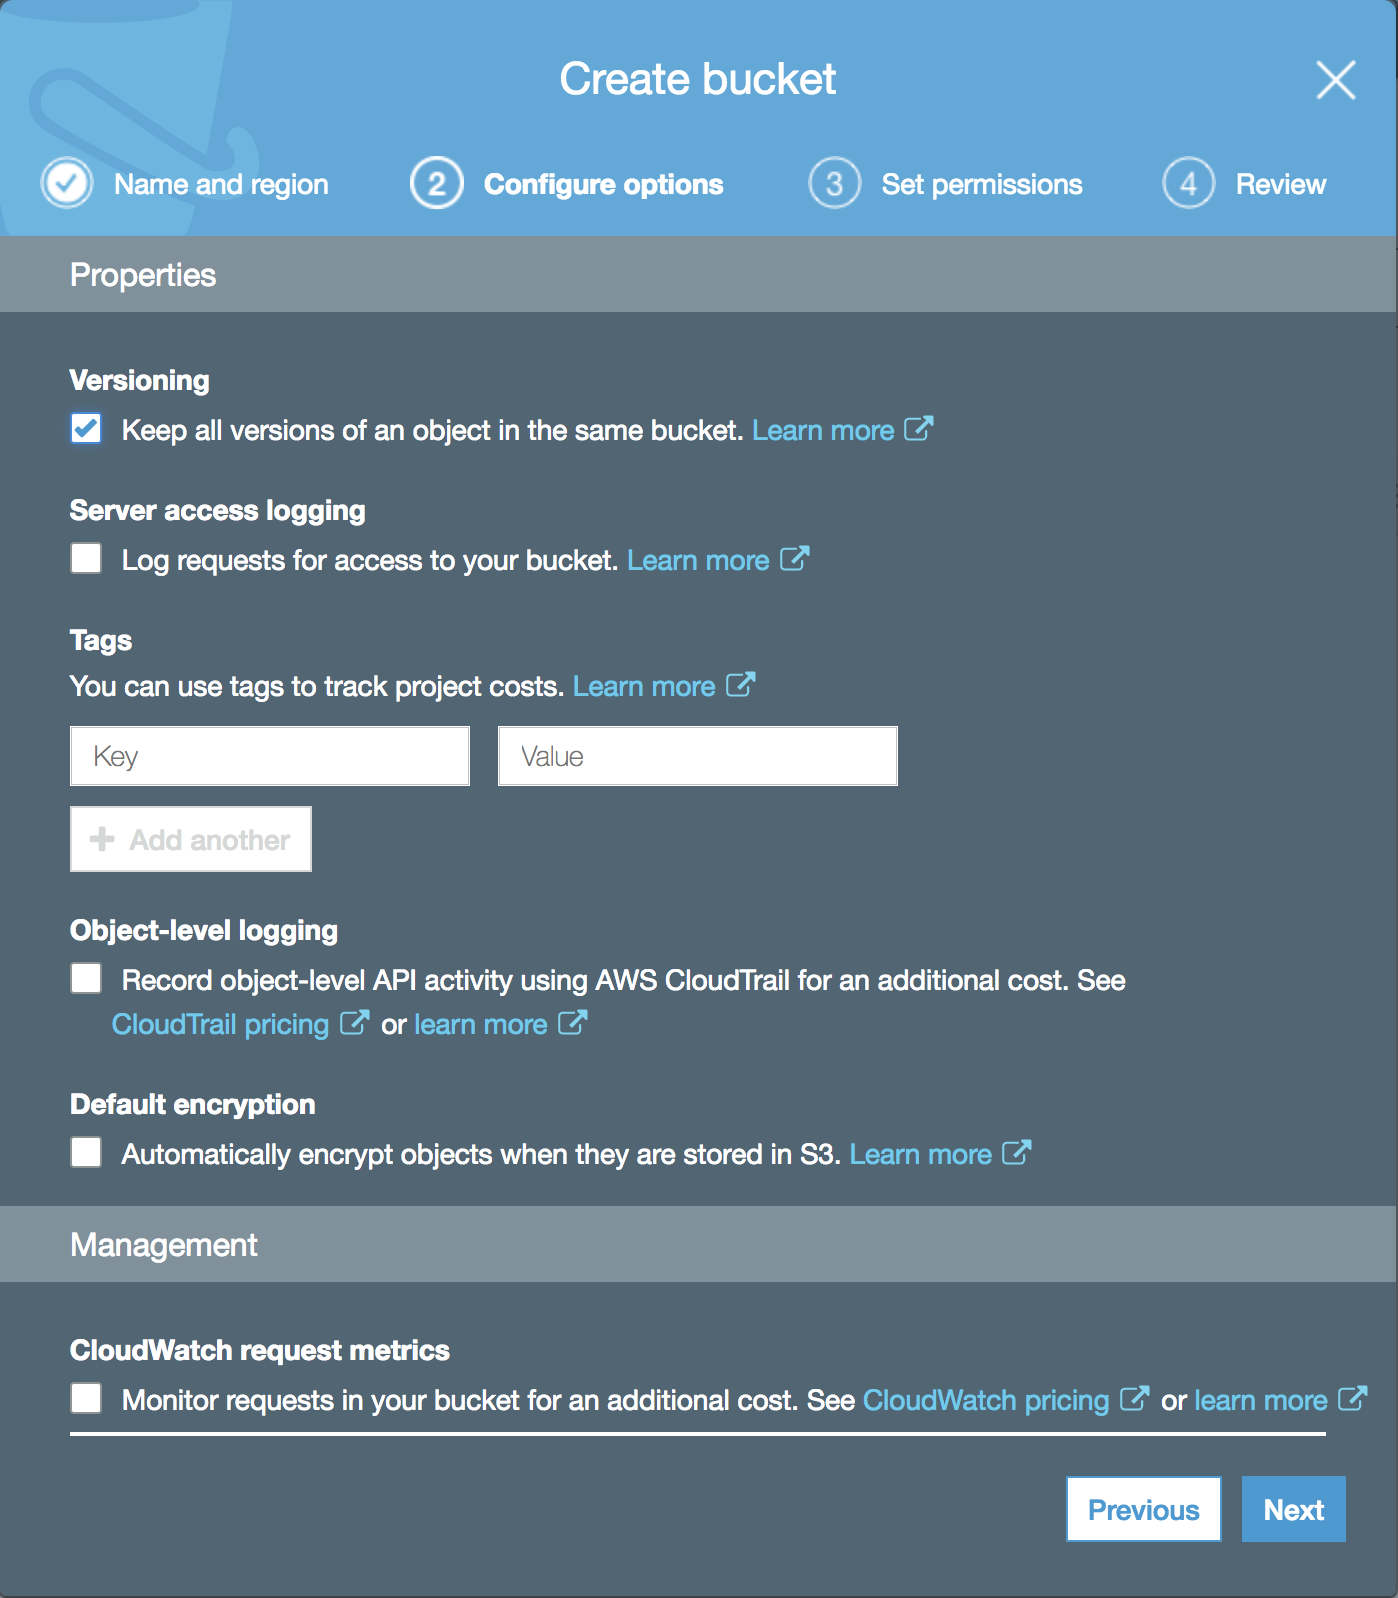 Create bucket
Name and region
2 Configure options
3 Set permissions
4 Review
Properties
Versioning
Keep all versions of an object in the same bucket. Learn more
Server access logging
Log requests for access to your bucket. Learn more
Tags
You can use tags to track project costs. Learn more
Key
Value
Add another
Object-level logging
Record object-level API activity using AWS CloudTrail for an additional cost. See
CloudTrail pricing or learn more
Default encryption
Automatically encrypt objects when they are stored in S3. Learn more
Management
CloudWatch request metrics
Monitor requests in your bucket for an additional cost. See CloudWatch pricing or learn more
Previous
Next